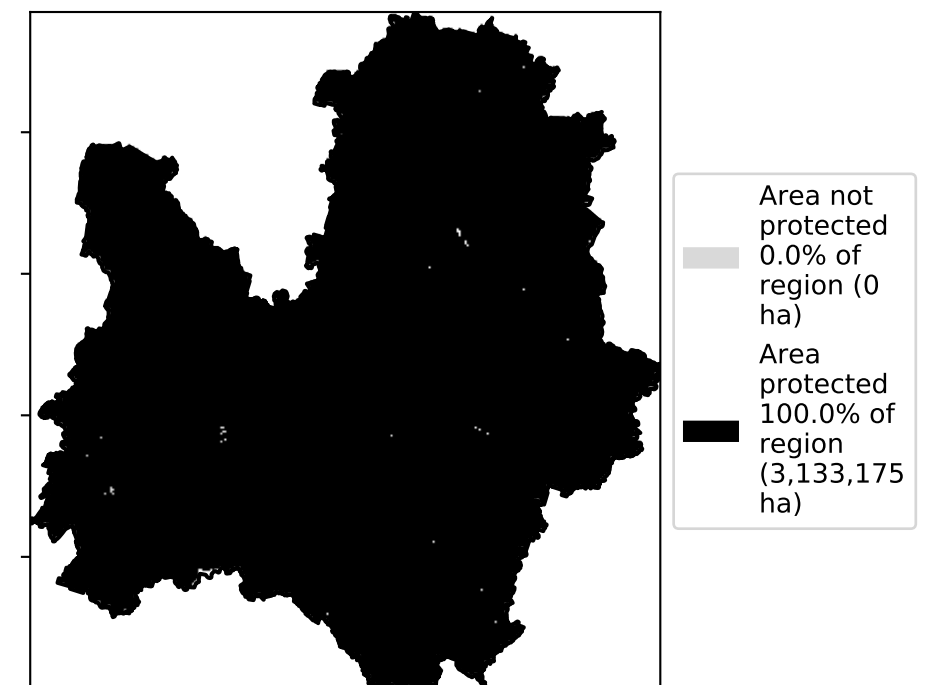 Area not
protected
0.0% of
region (0
ha)
Area
protected
100.0% of
region
(3,133,175
ha)